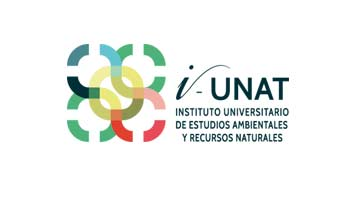 i-UNAT
INSTITUTO UNIVERSITARIO
DE ESTUDIOS AMBIENTALES
Y RECURSOS NATURALES